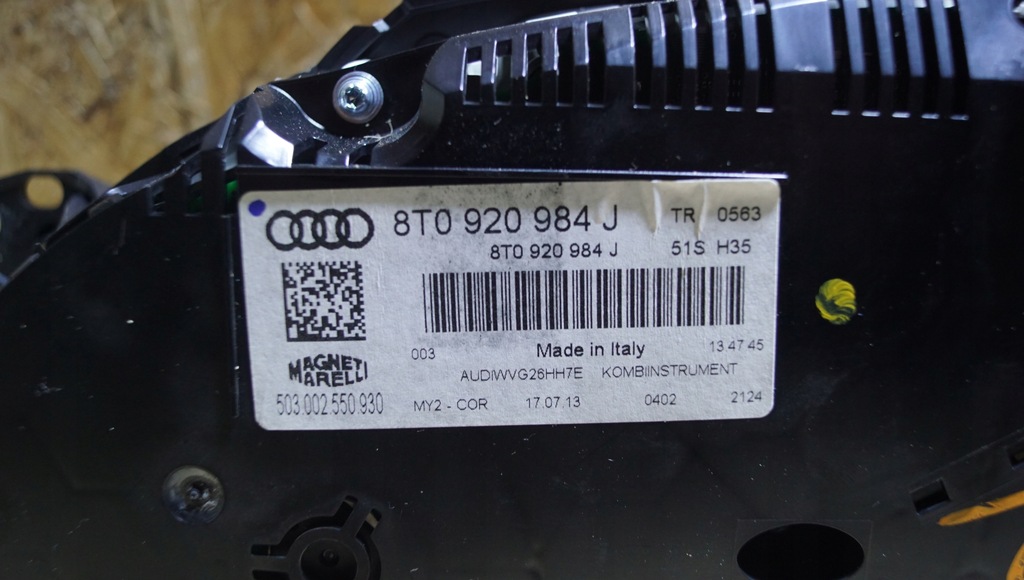 8T0 920 984 J TR 0563
8T0 920 984 J 51S H35
003 Made in Italy 13.47 45
MAGNETI
MARELLI
AUDIWVG26HH7E KOMBIINSTRUMENT
503.002.550.930 MY2 - COR 17.07.13 0402 2124